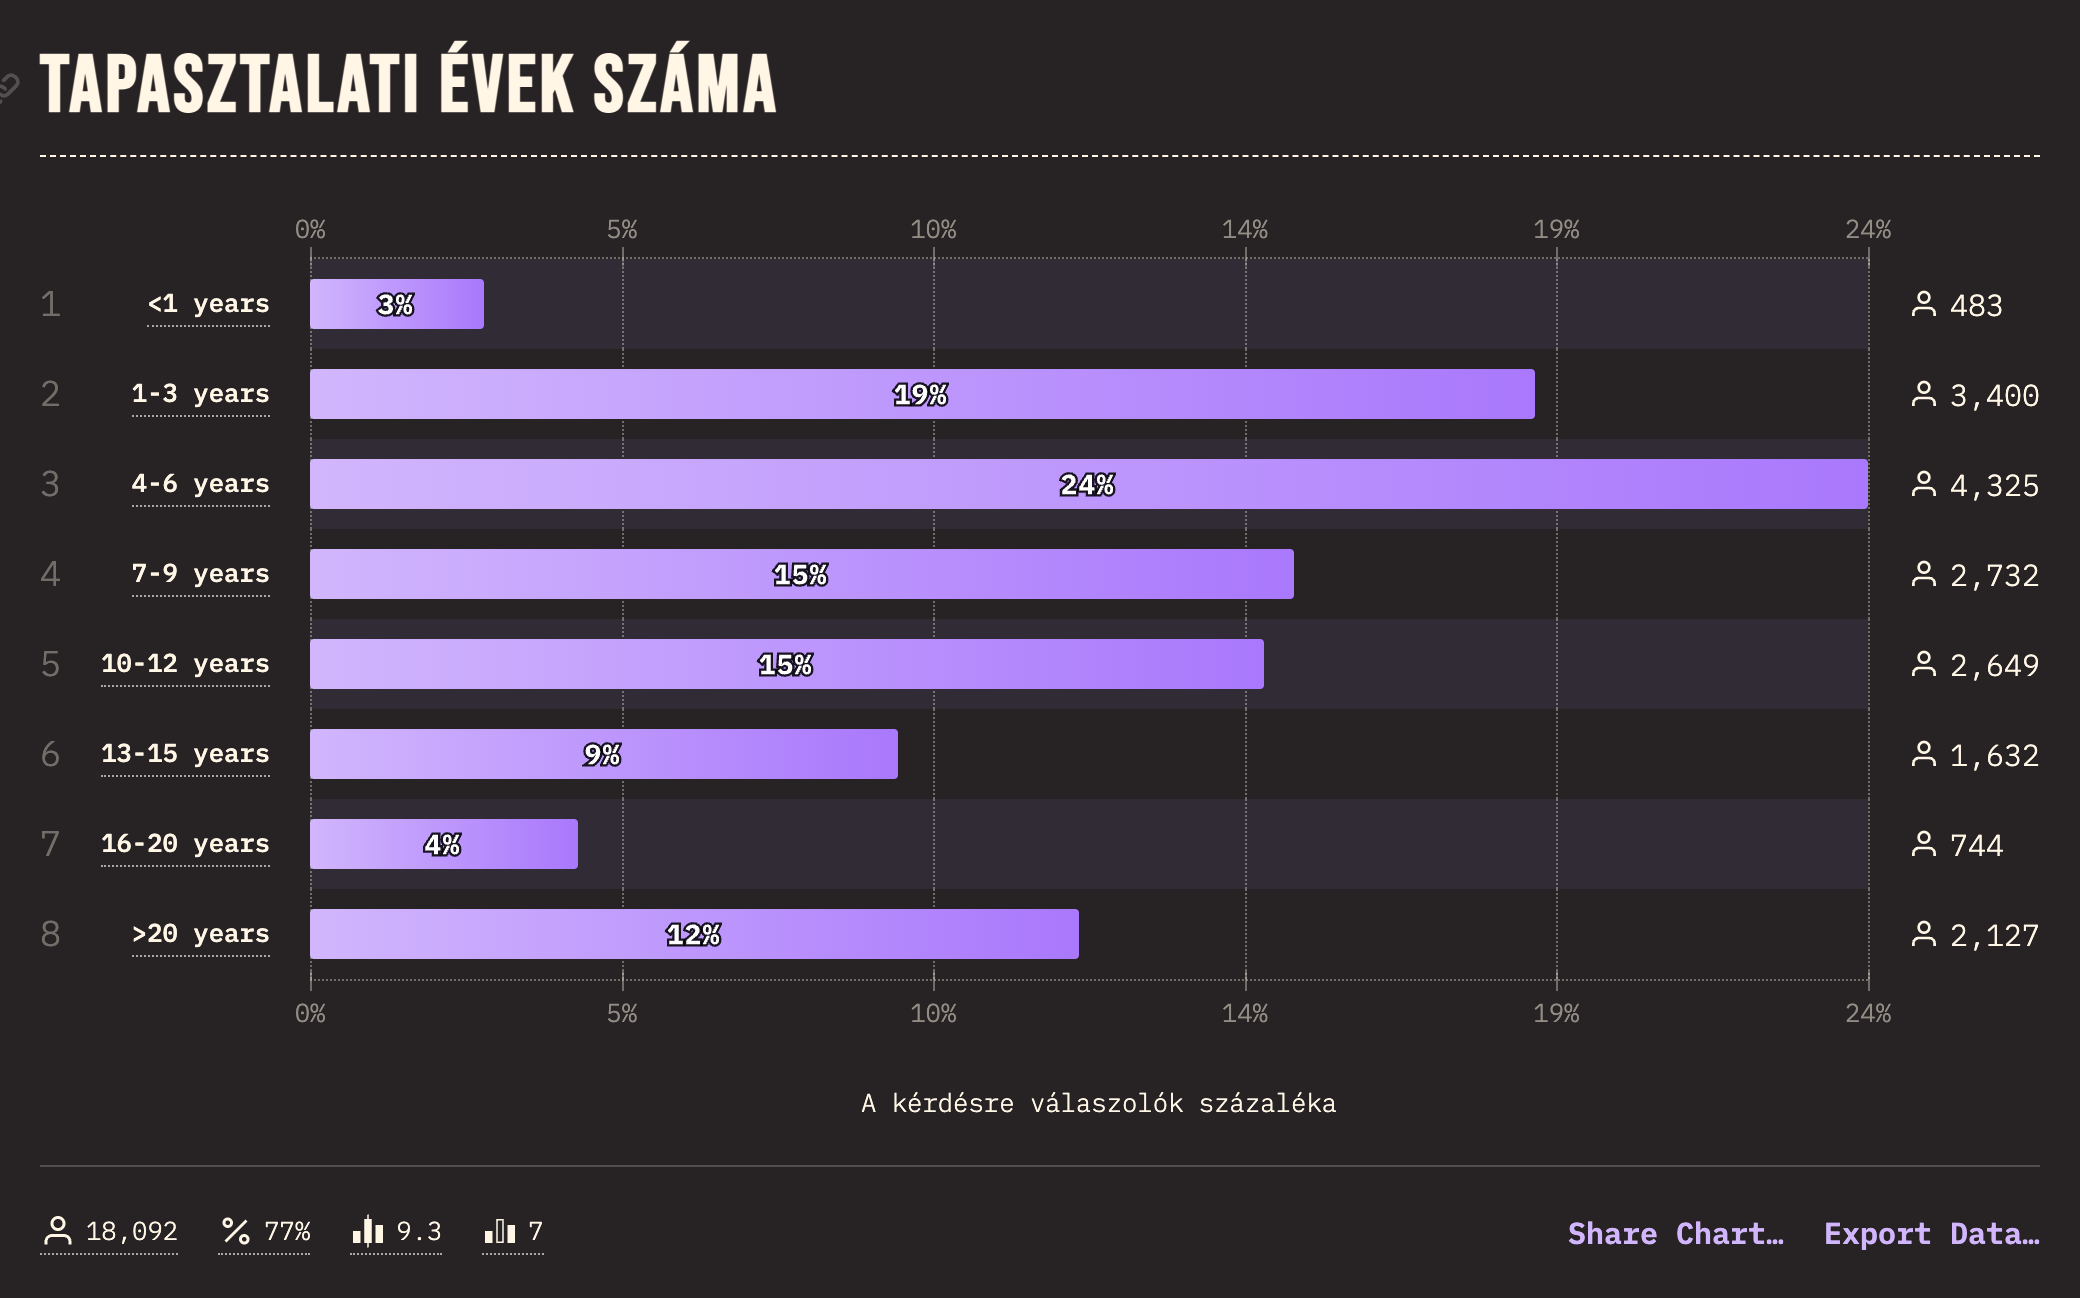 TAPASZTALATI ÉVEK SZÁMA
0% 5% 10% 14% 19% 24%
1 <1 years 3% 483
2 1-3 years 19% 3,400
3 4-6 years 24% 4,325
4 7-9 years 15% 2,732
5 10-12 years 15% 2,649
6 13-15 years 9% 1,632
7 16-20 years 4% 744
8 >20 years 12% 2,127
0% 5% 10% 14% 19% 24%
A kérdésre válaszolók százaléka
18,092 % 77% 9.3 7 Share Chart… Export Data…